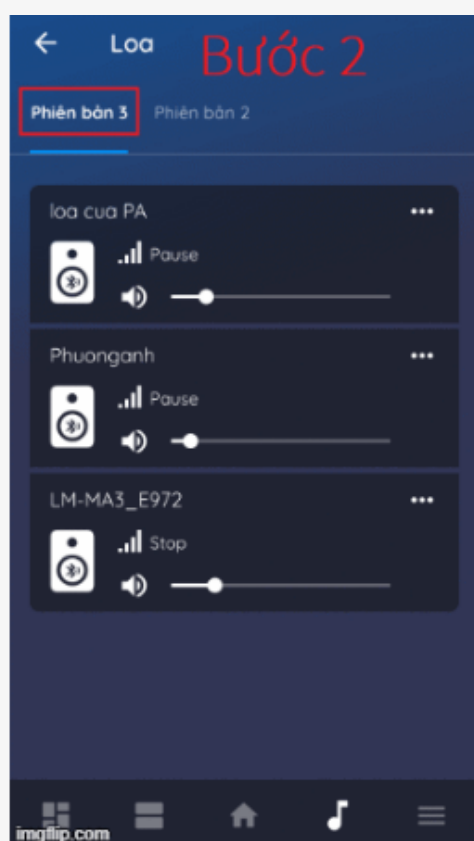 Loa
Bước 2
Phiên bản 3 Phiên bản 2
loa cua PA
Pause
Phuonganh
Pause
LM-MA3_E972
Stop
imgflip.com